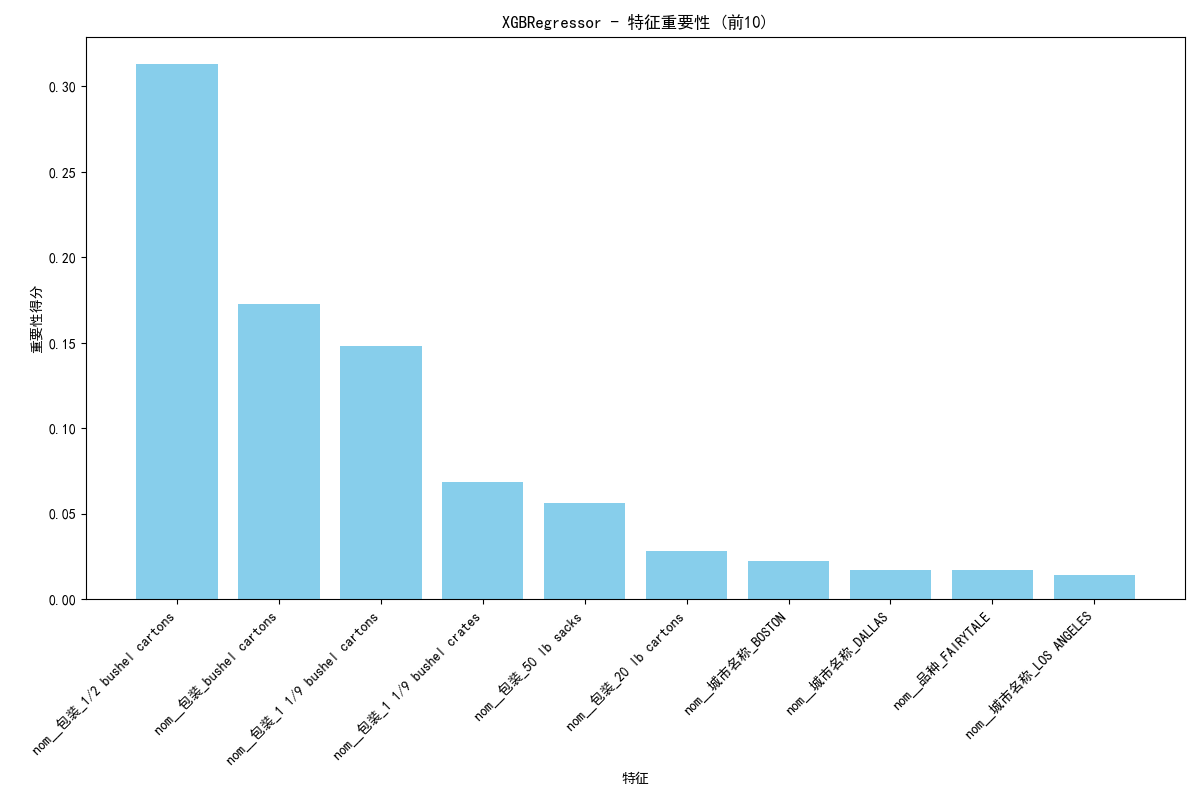 XGBRegressor - 特征重要性 (前10)
重要性得分
0.30
0.25
0.20
0.15
0.10
0.05
0.00
nom__包装_1/2 bushel cartons
nom__包装_bushel cartons
nom__包装_1 1/9 bushel cartons
nom__包装_1 1/9 bushel crates
nom__包装_50 lb sacks
nom__包装_20 lb cartons
nom__城市名称_BOSTON
nom__城市名称_DALLAS
nom__品种_FAIRYTALE
nom__城市名称_LOS ANGELES
特征